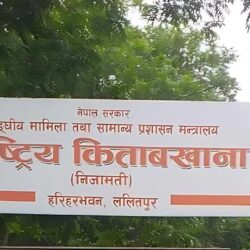 नेपाल सरकार
घीय मामिला तथा सामान्य प्रशासन मन्त्रालय
ष्ट्रिय किताबखाना
(निजामती)
हरिहरभवन, ललितपुर